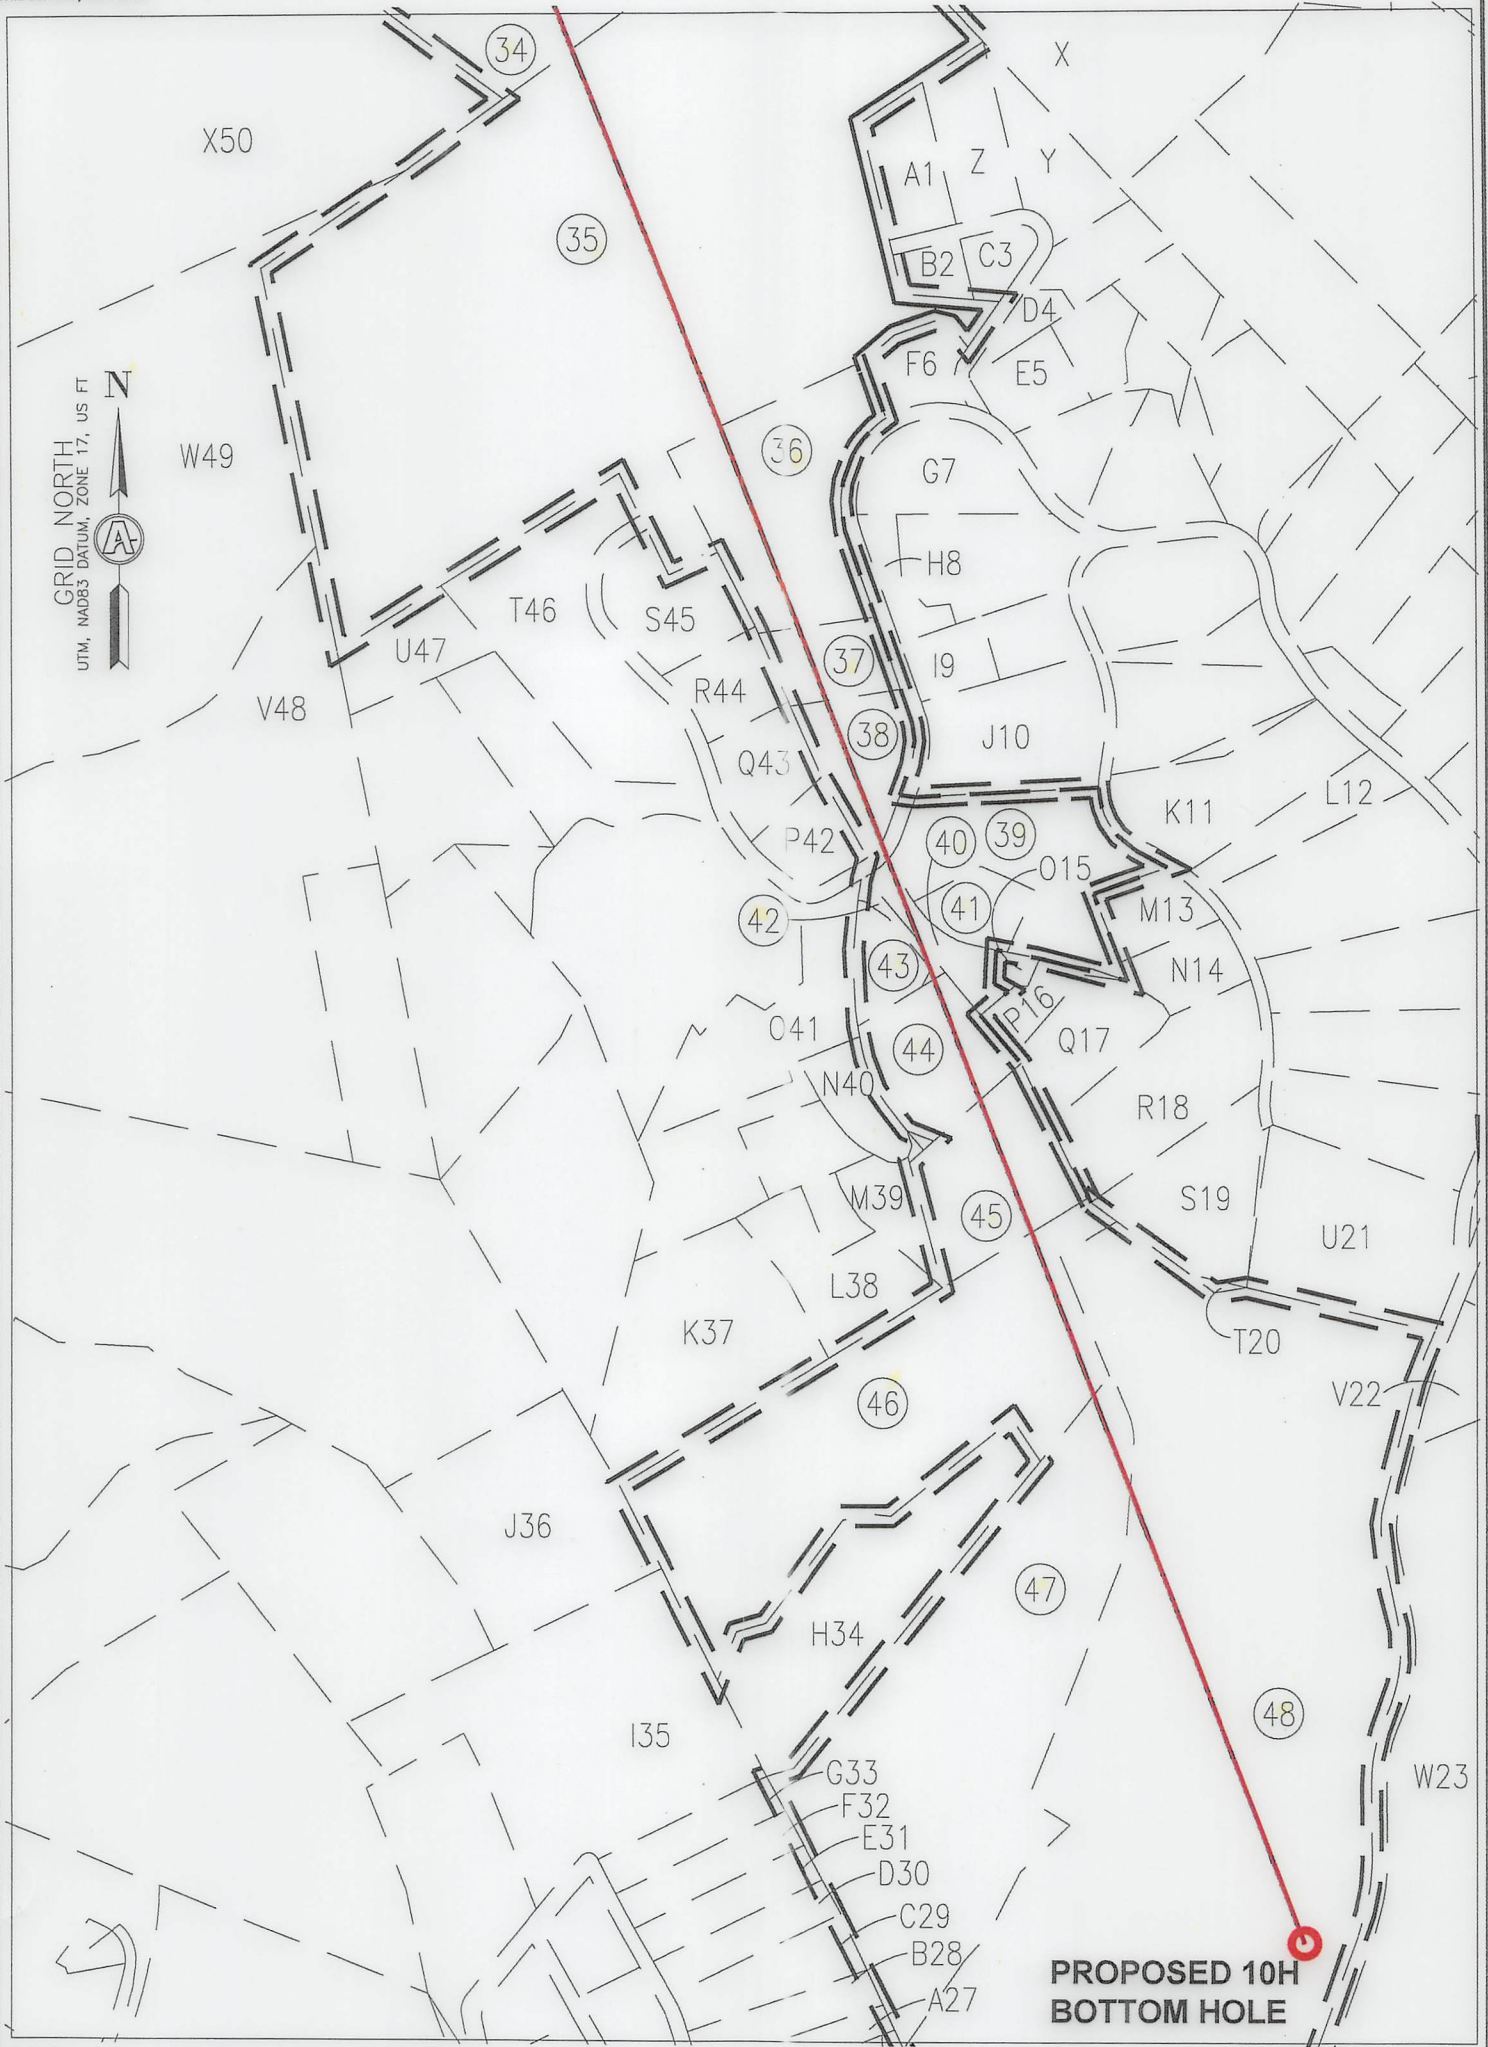 34
X
X50
Z
Y
A1
35
B2
C3
D4
F6
E5
N
GRID NORTH
UTM, NAD83 DATUM, ZONE 17, US FT
A
W49
36
G7
H8
T46
S45
U47
37
I9
R44
V48
38
J10
Q43
L12
K11
P42
40
39
O15
41
M13
42
43
N14
P16
O41
44
Q17
N40
R18
M39
45
S19
U21
L38
K37
T20
46
V22
J36
47
H34
48
I35
G33
W23
F32
E31
D30
C29
B28
A27
PROPOSED 10H
BOTTOM HOLE